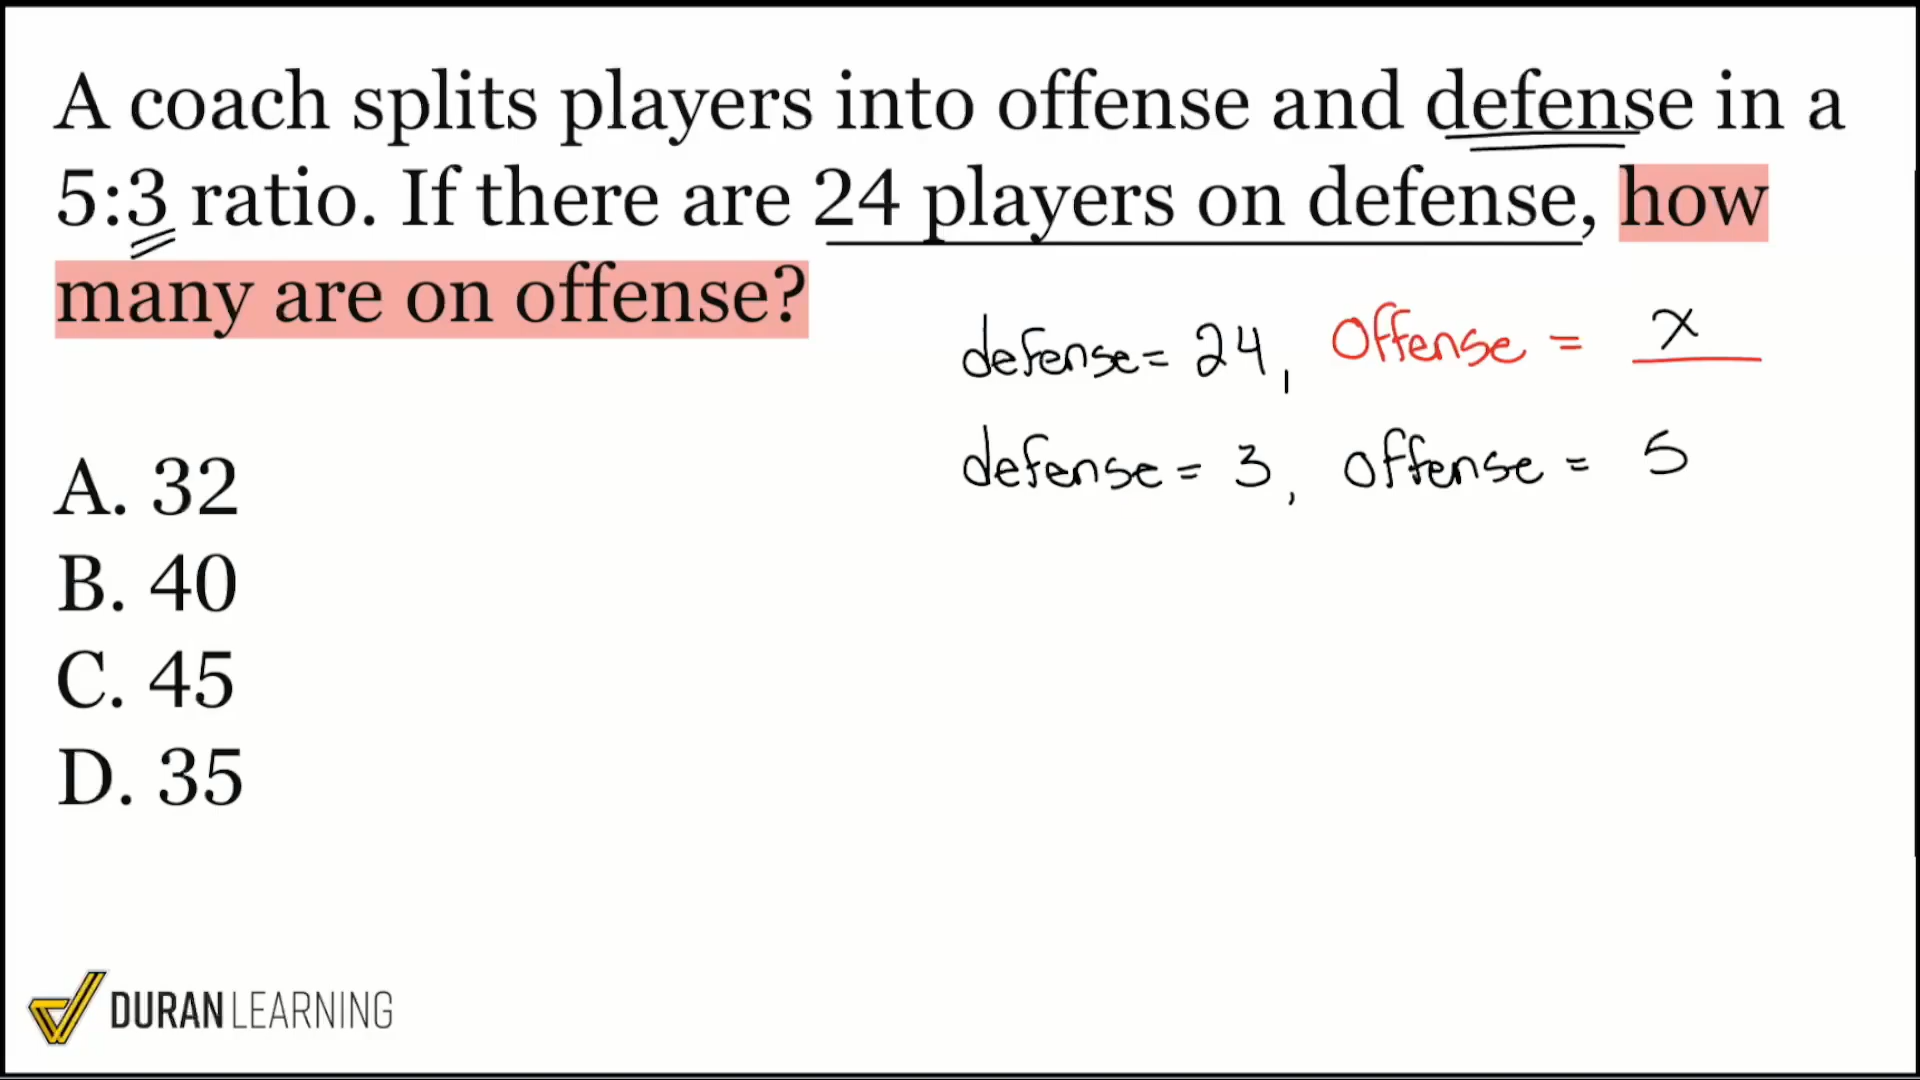 A coach splits players into offense and defense in a
5:3 ratio. If there are 24 players on defense, how
many are on offense?
defense = 24, Offense = x
defense = 3, offense = 5
A. 32
B. 40
C. 45
D. 35
DURAN LEARNING